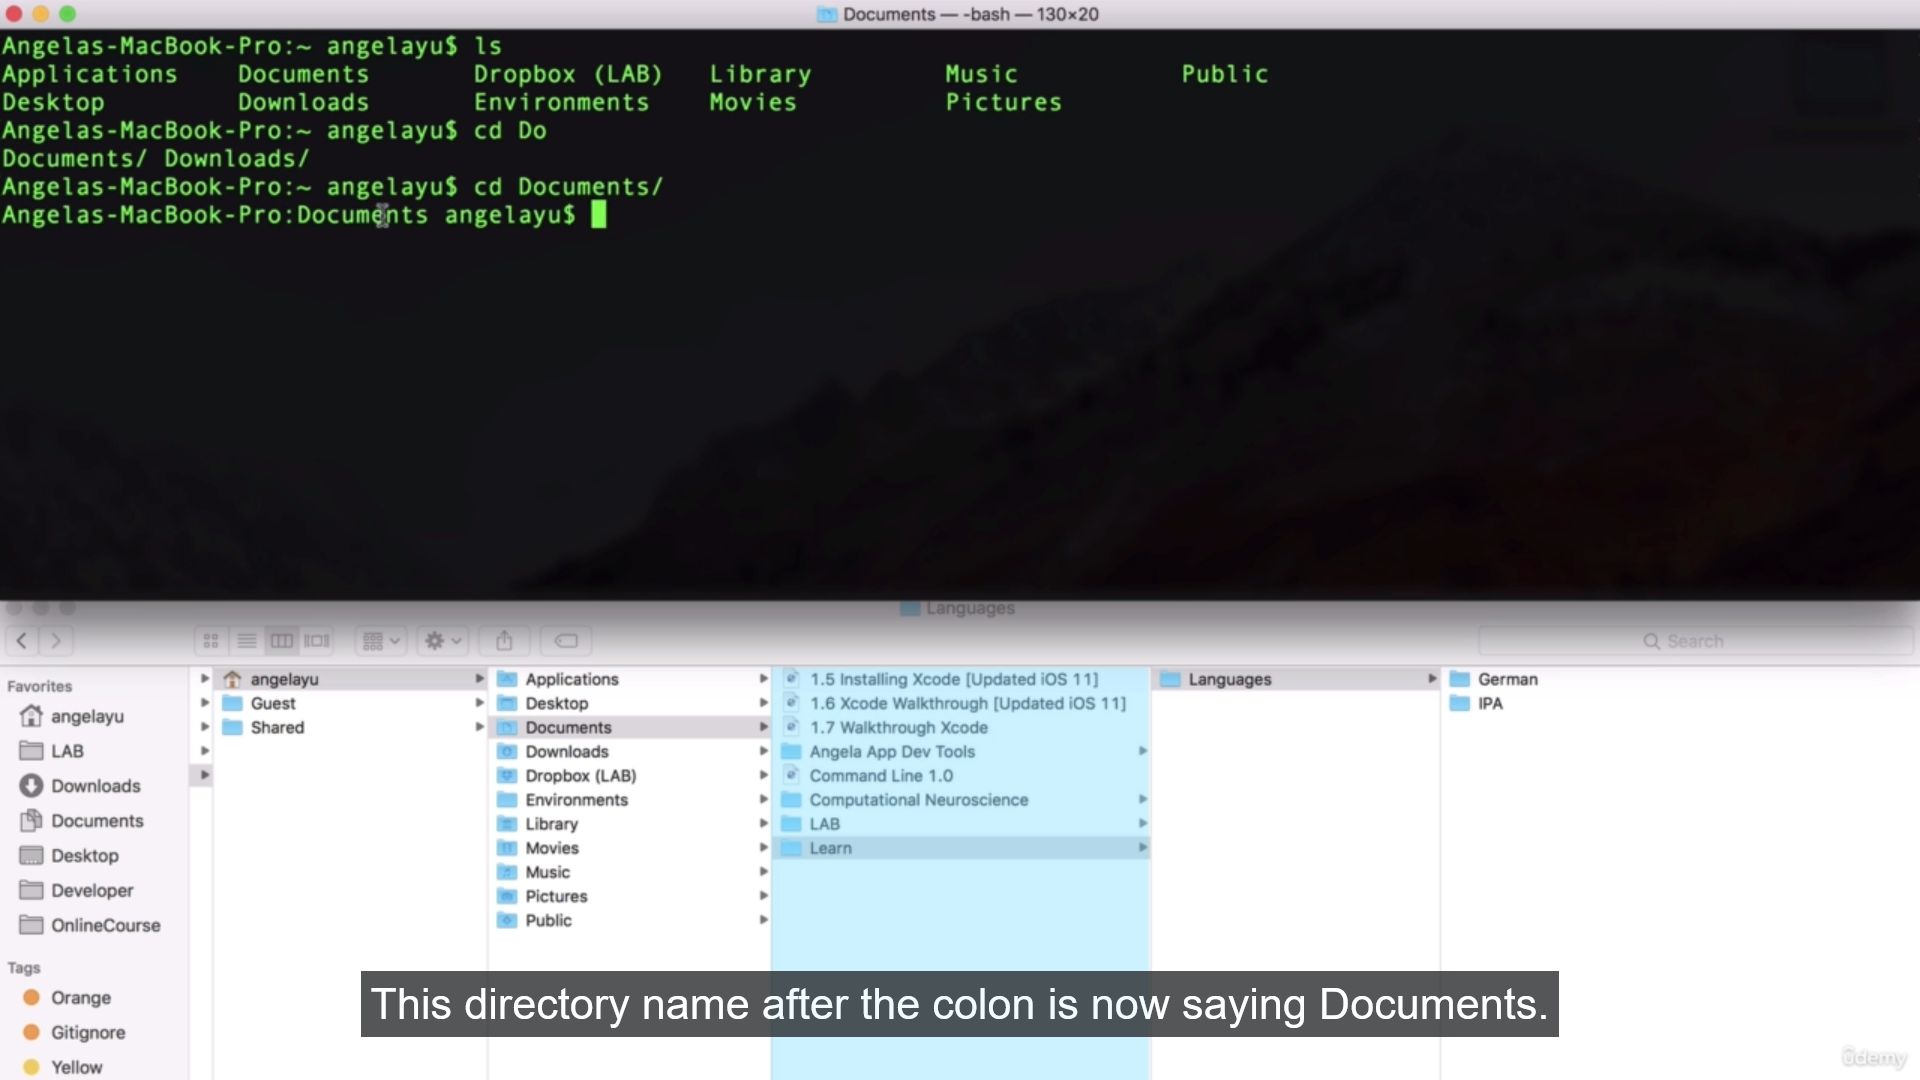 Documents — -bash — 130×20
Angelas-MacBook-Pro:~ angelayu$ ls
Applications Documents Dropbox (LAB) Library Music Public
Desktop Downloads Environments Movies Pictures
Angelas-MacBook-Pro:~ angelayu$ cd Do
Documents/ Downloads/
Angelas-MacBook-Pro:~ angelayu$ cd Documents/
Angelas-MacBook-Pro:Documents angelayu$
Languages
Search
Favorites
angelayu
LAB
Downloads
Documents
Desktop
Developer
OnlineCourse
Tags
Orange
Gitignore
Yellow
angelayu
Guest
Shared
Applications
Desktop
Documents
Downloads
Dropbox (LAB)
Environments
Library
Movies
Music
Pictures
Public
1.5 Installing Xcode [Updated iOS 11]
1.6 Xcode Walkthrough [Updated iOS 11]
1.7 Walkthrough Xcode
Angela App Dev Tools
Command Line 1.0
Computational Neuroscience
LAB
Learn
Languages
German
IPA
This directory name after the colon is now saying Documents.
ûdemy